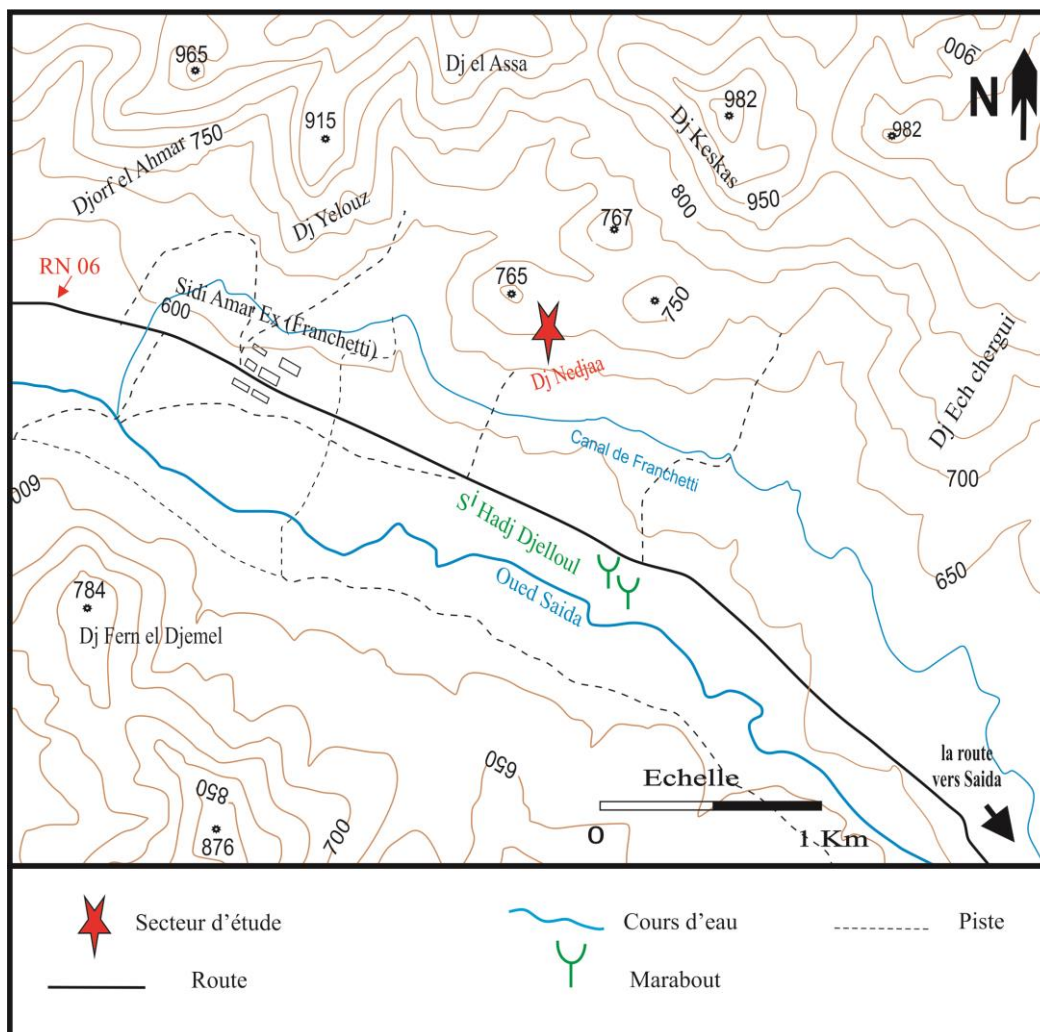 965
Dj el Assa
900
N
982
982
915
Djorf el Ahmar
750
Dj Keskas
Dj Yelouz
800
950
767
RN 06
Sidi Amar Ex (Franchetti)
600
765
750
Dj Nedjaa
Dj Ech chergui
Canal de Franchetti
700
600
Si Hadj Djelloul
Oued Saida
650
784
Dj Fern el Djemel
la route
vers Saida
650
Echelle
0
1 Km
850
876
700
Secteur d’étude
Cours d’eau
Piste
Route
Marabout